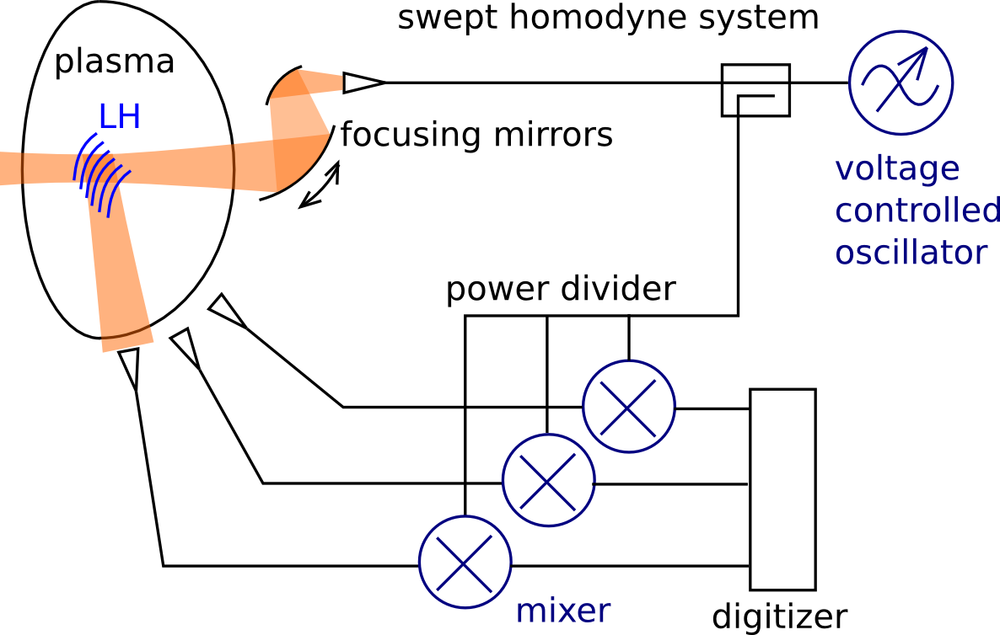 swept homodyne system
plasma
LH
focusing mirrors
voltage
controlled
oscillator
power divider
mixer
digitizer